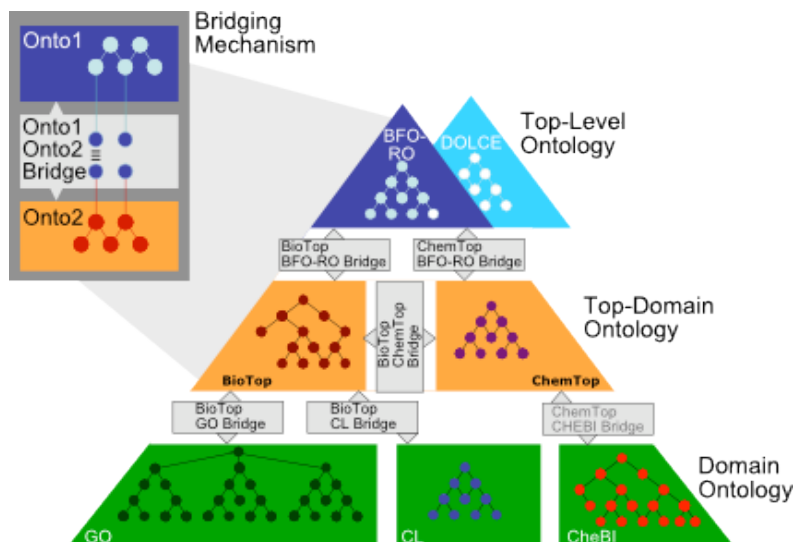 Bridging
Mechanism
Onto1
Onto1
Onto2
≡
Bridge
Onto2
Top-Level
Ontology
BFO-
RO
DOLCE
BioTop
BFO-RO Bridge
ChemTop
BFO-RO Bridge
Top-Domain
Ontology
BioTop
ChemTop
Bridge
BioTop
ChemTop
BioTop
GO Bridge
BioTop
CL Bridge
ChemTop
CHEBI Bridge
Domain
Ontology
GO
CL
CheBI